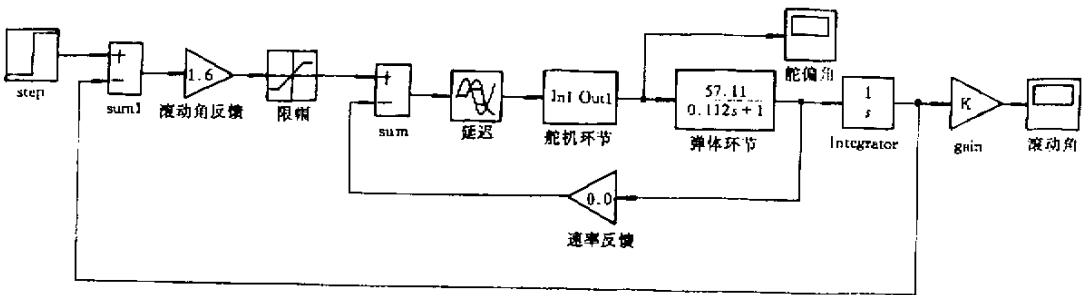 step
+
−
sum1
1.6
滚动角反馈
限幅
+
−
sum
延迟
In1 Out1
舵机环节
舵偏角
57.11
0.112s+1
弹体环节
1
s
Integrator
K
gain
滚动角
0.0
速率反馈